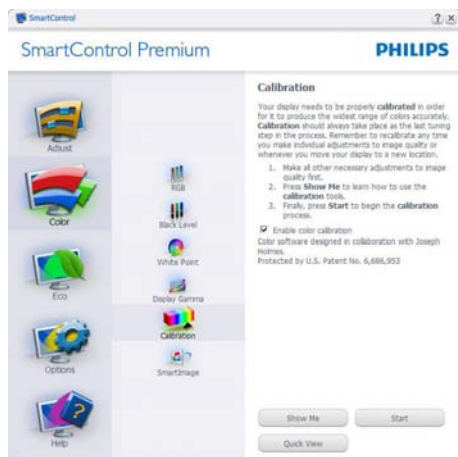 SmartControl
SmartControl Premium
PHILIPS
Adjust
Color
Eco
Options
Help
RGB
Black Level
White Point
Display Gamma
Calibration
SmartImage
Calibration
Your display needs to be properly calibrated in order
for it to produce the widest range of colors accurately.
Calibration should always take place as the last tuning
step in the process. Remember to recalibrate any time
you make individual adjustments to image quality or
whenever you move your display to a new location.
1. Make all other necessary adjustments to image
quality first.
2. Press Show Me to learn how to use the
calibration tools.
3. Finally, press Start to begin the calibration
process.
Enable color calibration
Color software designed in collaboration with Joseph
Holmes.
Protected by U.S. Patent No. 6,686,953
Show Me
Start
Quick View